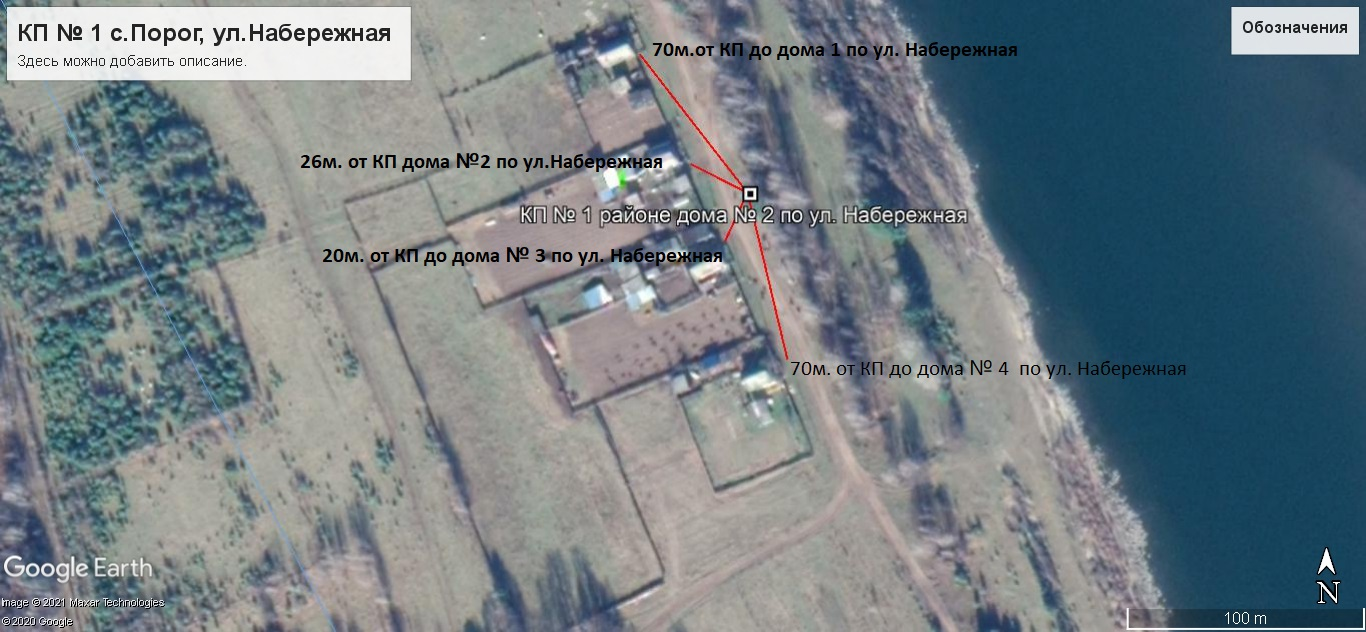 КП № 1 с.Порог, ул.Набережная
Здесь можно добавить описание.
Обозначения
70м.от КП до дома 1 по ул. Набережная
26м. от КП дома №2 по ул.Набережная
КП № 1 районе дома № 2 по ул. Набережная
20м. от КП до дома № 3 по ул. Набережная
70м. от КП до дома № 4 по ул. Набережная
Google Earth
Image © 2021 Maxar Technologies
©2020 Google
N
100 m